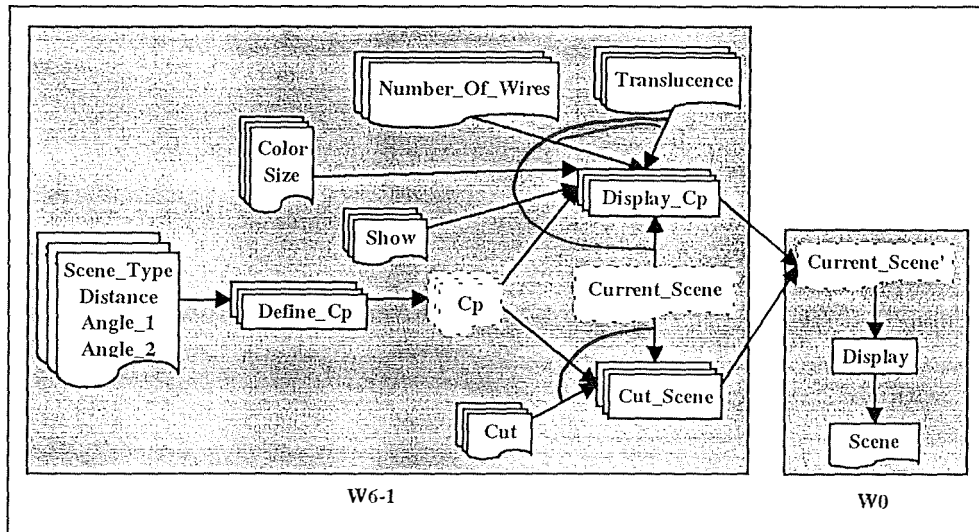 Number_Of_Wires
Translucence
Color
Size
Display_Cp
Show
Scene_Type
Distance
Angle_1
Angle_2
Define_Cp
Cp
Current_Scene
Current_Scene'
Display
Cut_Scene
Cut
Scene
W6-1
W0